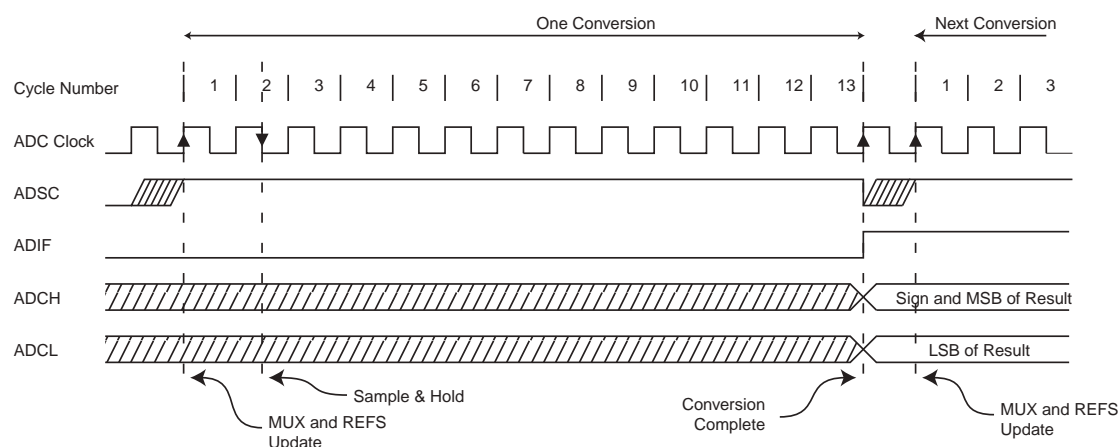 One Conversion
Next Conversion
Cycle Number
1 2 3 4 5 6 7 8 9 10 11 12 13 1 2 3
ADC Clock
ADSC
ADIF
ADCH
Sign and MSB of Result
ADCL
LSB of Result
Sample & Hold
MUX and REFS
Update
Conversion
Complete
MUX and REFS
Update